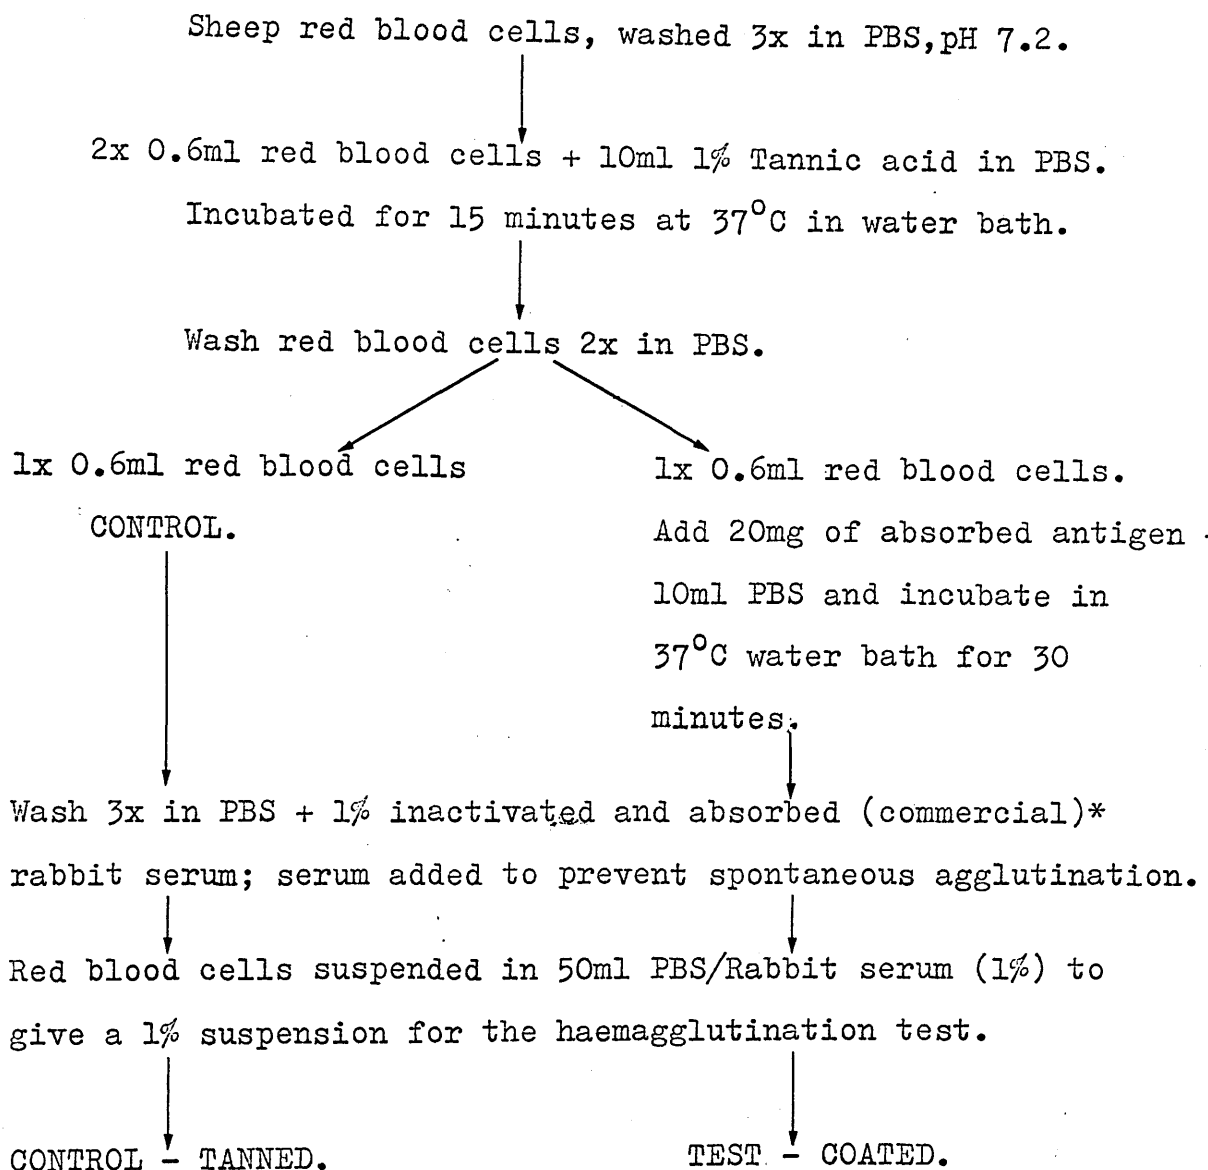 Sheep red blood cells, washed 3x in PBS,pH 7.2.
2x 0.6ml red blood cells + 10ml 1% Tannic acid in PBS.
Incubated for 15 minutes at 37°C in water bath.
Wash red blood cells 2x in PBS.
1x 0.6ml red blood cells
CONTROL.
1x 0.6ml red blood cells.
Add 20mg of absorbed antigen
10ml PBS and incubate in
37°C water bath for 30
minutes.
Wash 3x in PBS + 1% inactivated and absorbed (commercial)*
rabbit serum; serum added to prevent spontaneous agglutination.
Red blood cells suspended in 50ml PBS/Rabbit serum (1%) to
give a 1% suspension for the haemagglutination test.
CONTROL - TANNED.
TEST - COATED.